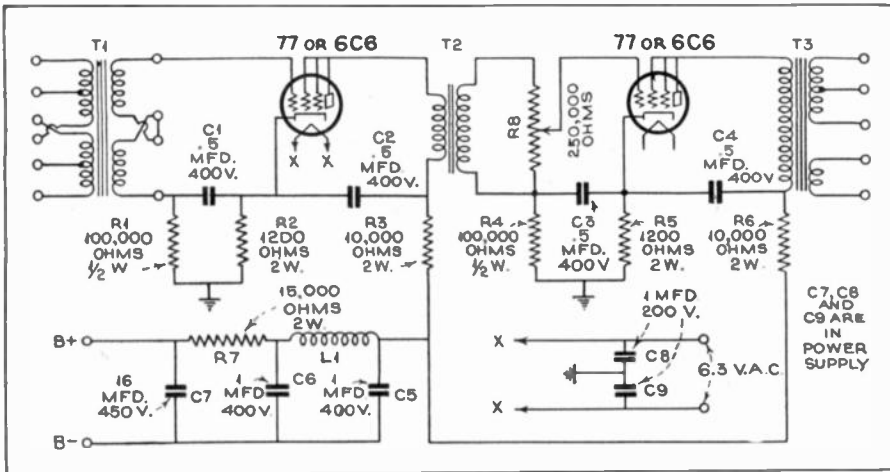 T1
77 OR 6C6
T2
77 OR 6C6
T3
C1
.5
MFD.
400V.
X
X
C2
.5
MFD.
400V.
R8
250,000
OHMS
C4
.5
MFD.
400V
R1
100,000
OHMS
1/2 W
R2
1200
OHMS
2W.
R3
10,000
OHMS
2W.
R4
100,000
OHMS
1/2 W
C3
.5
MFD.
400V
R5
1200
OHMS
2W.
R6
10,000
OHMS
2W.
B+
15,000
OHMS
2W.
R7
L1
16
MFD.
450V.
C7
1
MFD
400V.
C6
1
MFD
400V.
C5
B-
1 MFD
200 V.
X
C8
C9
X
6.3 V.A.C.
C7, C8
AND
C9 ARE
IN
POWER
SUPPLY